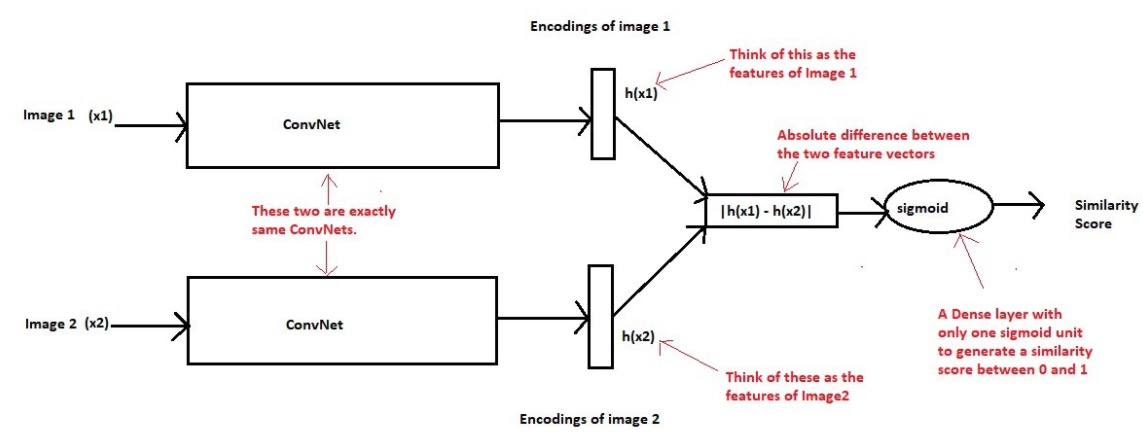 Encodings of image 1
Think of this as the
features of Image 1
h(x1)
Image 1 (x1)
ConvNet
Absolute difference between
the two feature vectors
These two are exactly
same ConvNets.
|h(x1) - h(x2)|
sigmoid
Similarity
Score
Image 2 (x2)
ConvNet
h(x2)
A Dense layer with
only one sigmoid unit
to generate a similarity
score between 0 and 1
Think of these as the
features of Image2
Encodings of image 2